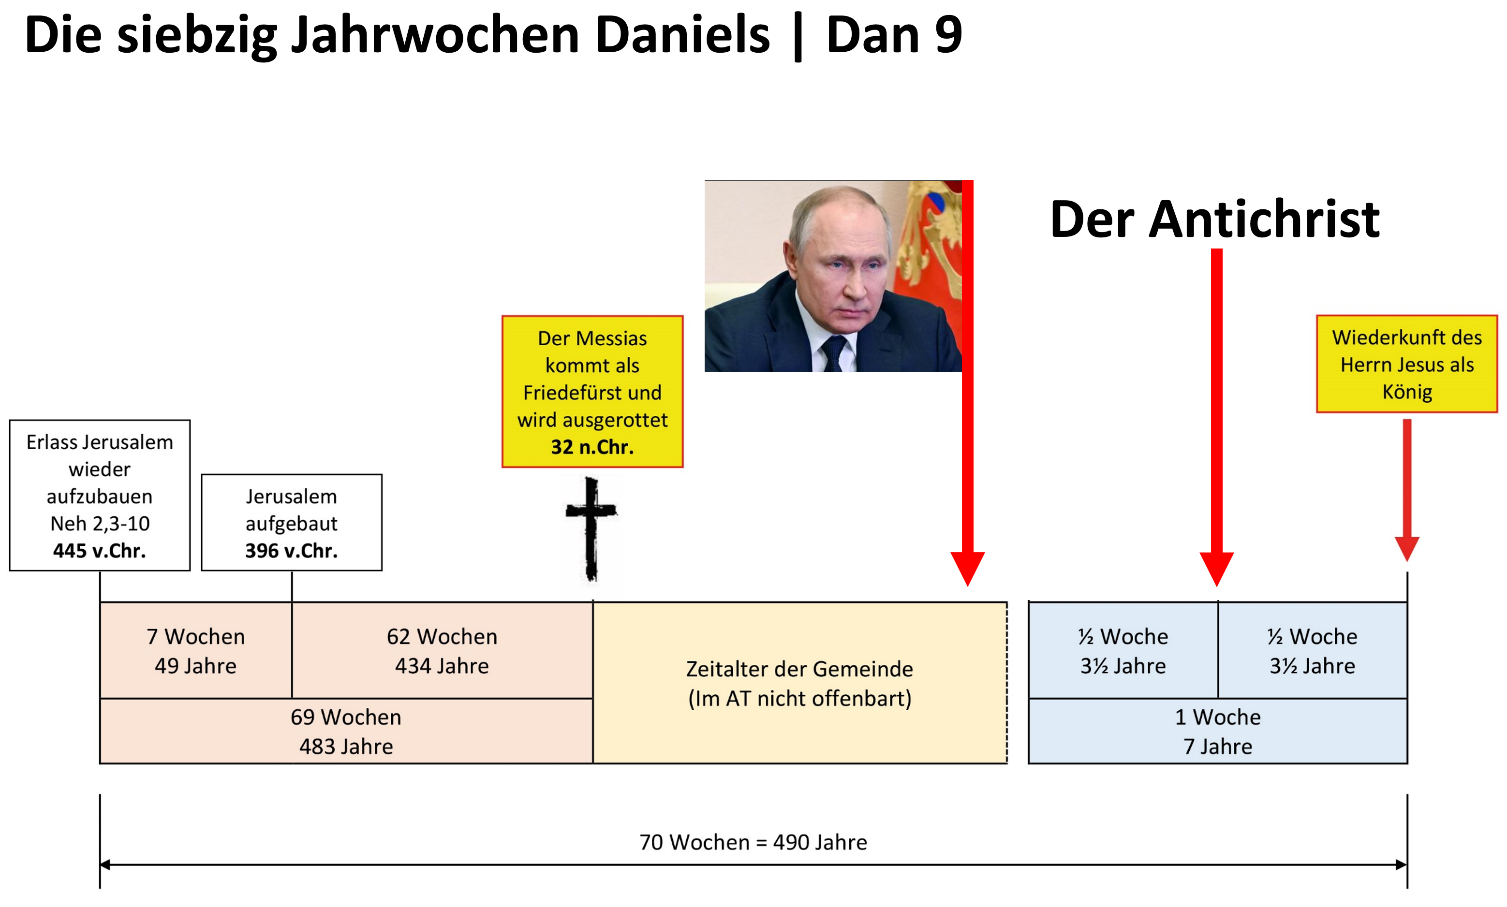 Die siebzig Jahrwochen Daniels | Dan 9
Der Antichrist
Der Messias
kommt als
Friedefürst und
wird ausgerottet
32 n.Chr.
Wiederkunft des
Herrn Jesus als
König
Erlass Jerusalem
wieder
aufzubauen
Neh 2,3-10
445 v.Chr.
Jerusalem
aufgebaut
396 v.Chr.
7 Wochen
49 Jahre
62 Wochen
434 Jahre
69 Wochen
483 Jahre
Zeitalter der Gemeinde
(Im AT nicht offenbart)
½ Woche
3½ Jahre
½ Woche
3½ Jahre
1 Woche
7 Jahre
70 Wochen = 490 Jahre